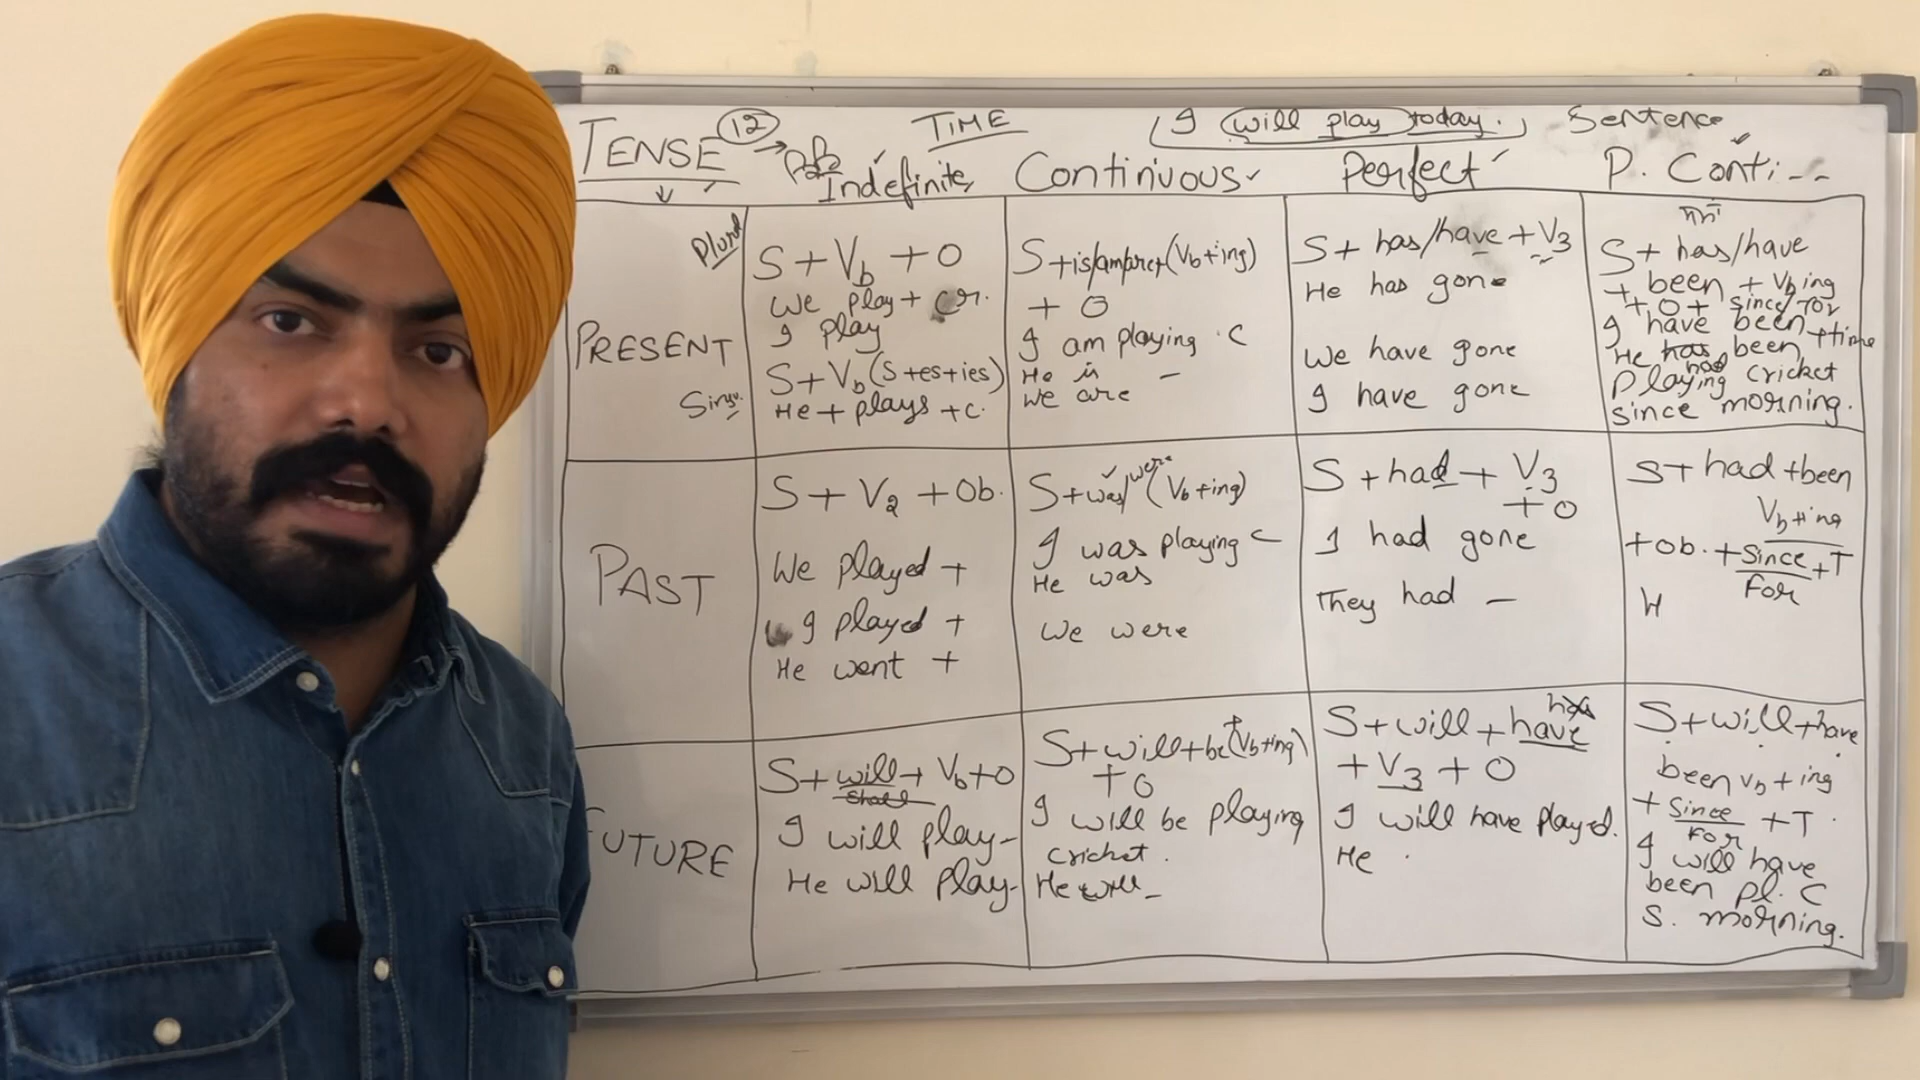 TENSE 12 TIME I will play today. Sentence
Indefinite, Continuous Perfect P. Conti--
PRESENT
Plural
S + Vb + O
We play + Cr.
I play
Sing.
S + Vb (S+es+ies)
He + plays + C.
S + is/am/are + (Vb+ing)
+ O
I am playing C
He is -
We are
S + has/have + V3
He has gone
We have gone
I have gone
S + has/have
+ been + Vb ing
+ O + since/for
+time
I have been
He has been
has
Playing cricket
since morning.
PAST
S + V2 + Ob.
We played +
I played +
He went +
S + was/were (Vb+ing)
I was playing C
He was
We were
S + had + V3
+ O
I had gone
They had -
S + had + been
Vb+ing
+ Ob. + Since + T
For
H
FUTURE
S + will + Vb + O
shall
I will play-
He will play-
S + will + be + (Vb+ing)
+ O
I will be playing
cricket.
He will -
has
S + will + have
+ V3 + O
I will have played.
He
S + will + have
been Vb + ing
+ Since + T
For
I will have
been pl. C
S. morning.